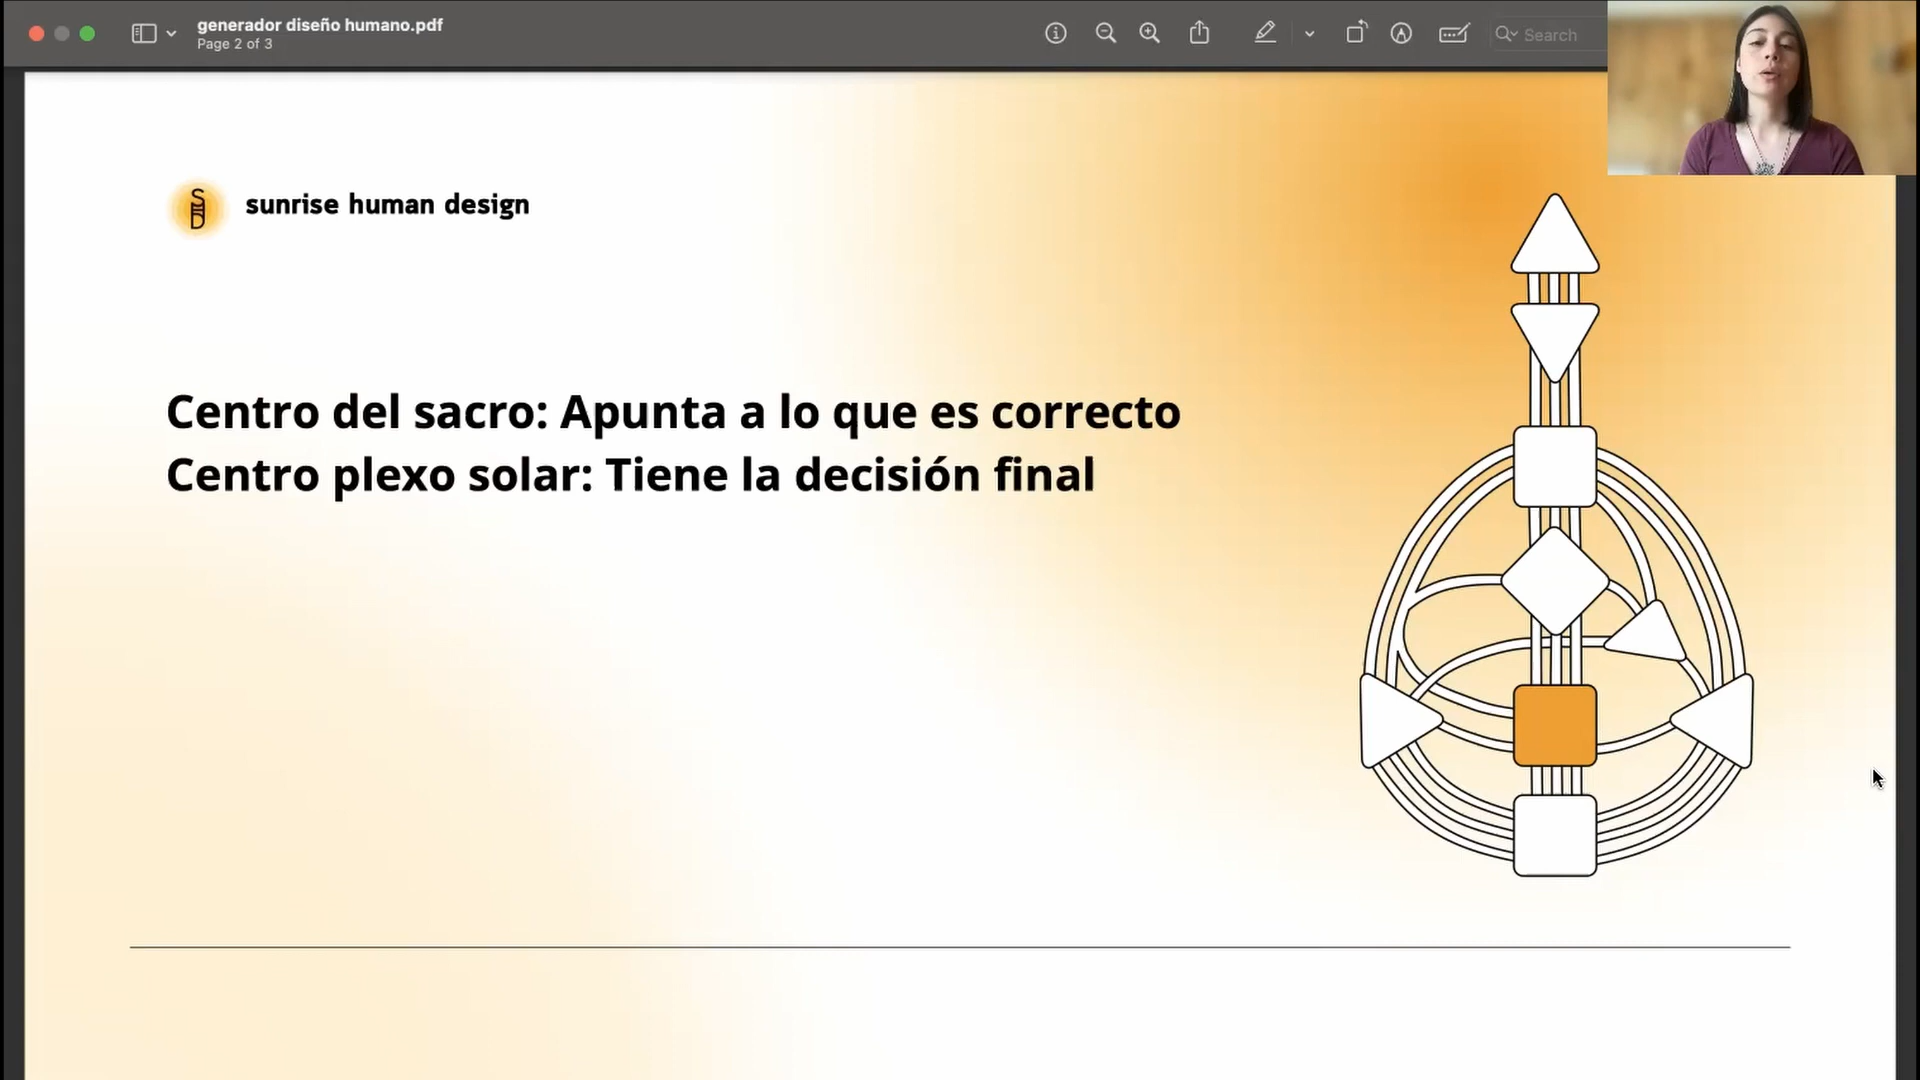 generador diseño humano.pdf
Page 2 of 3
Search
SHD
sunrise human design
Centro del sacro: Apunta a lo que es correcto
Centro plexo solar: Tiene la decisión final